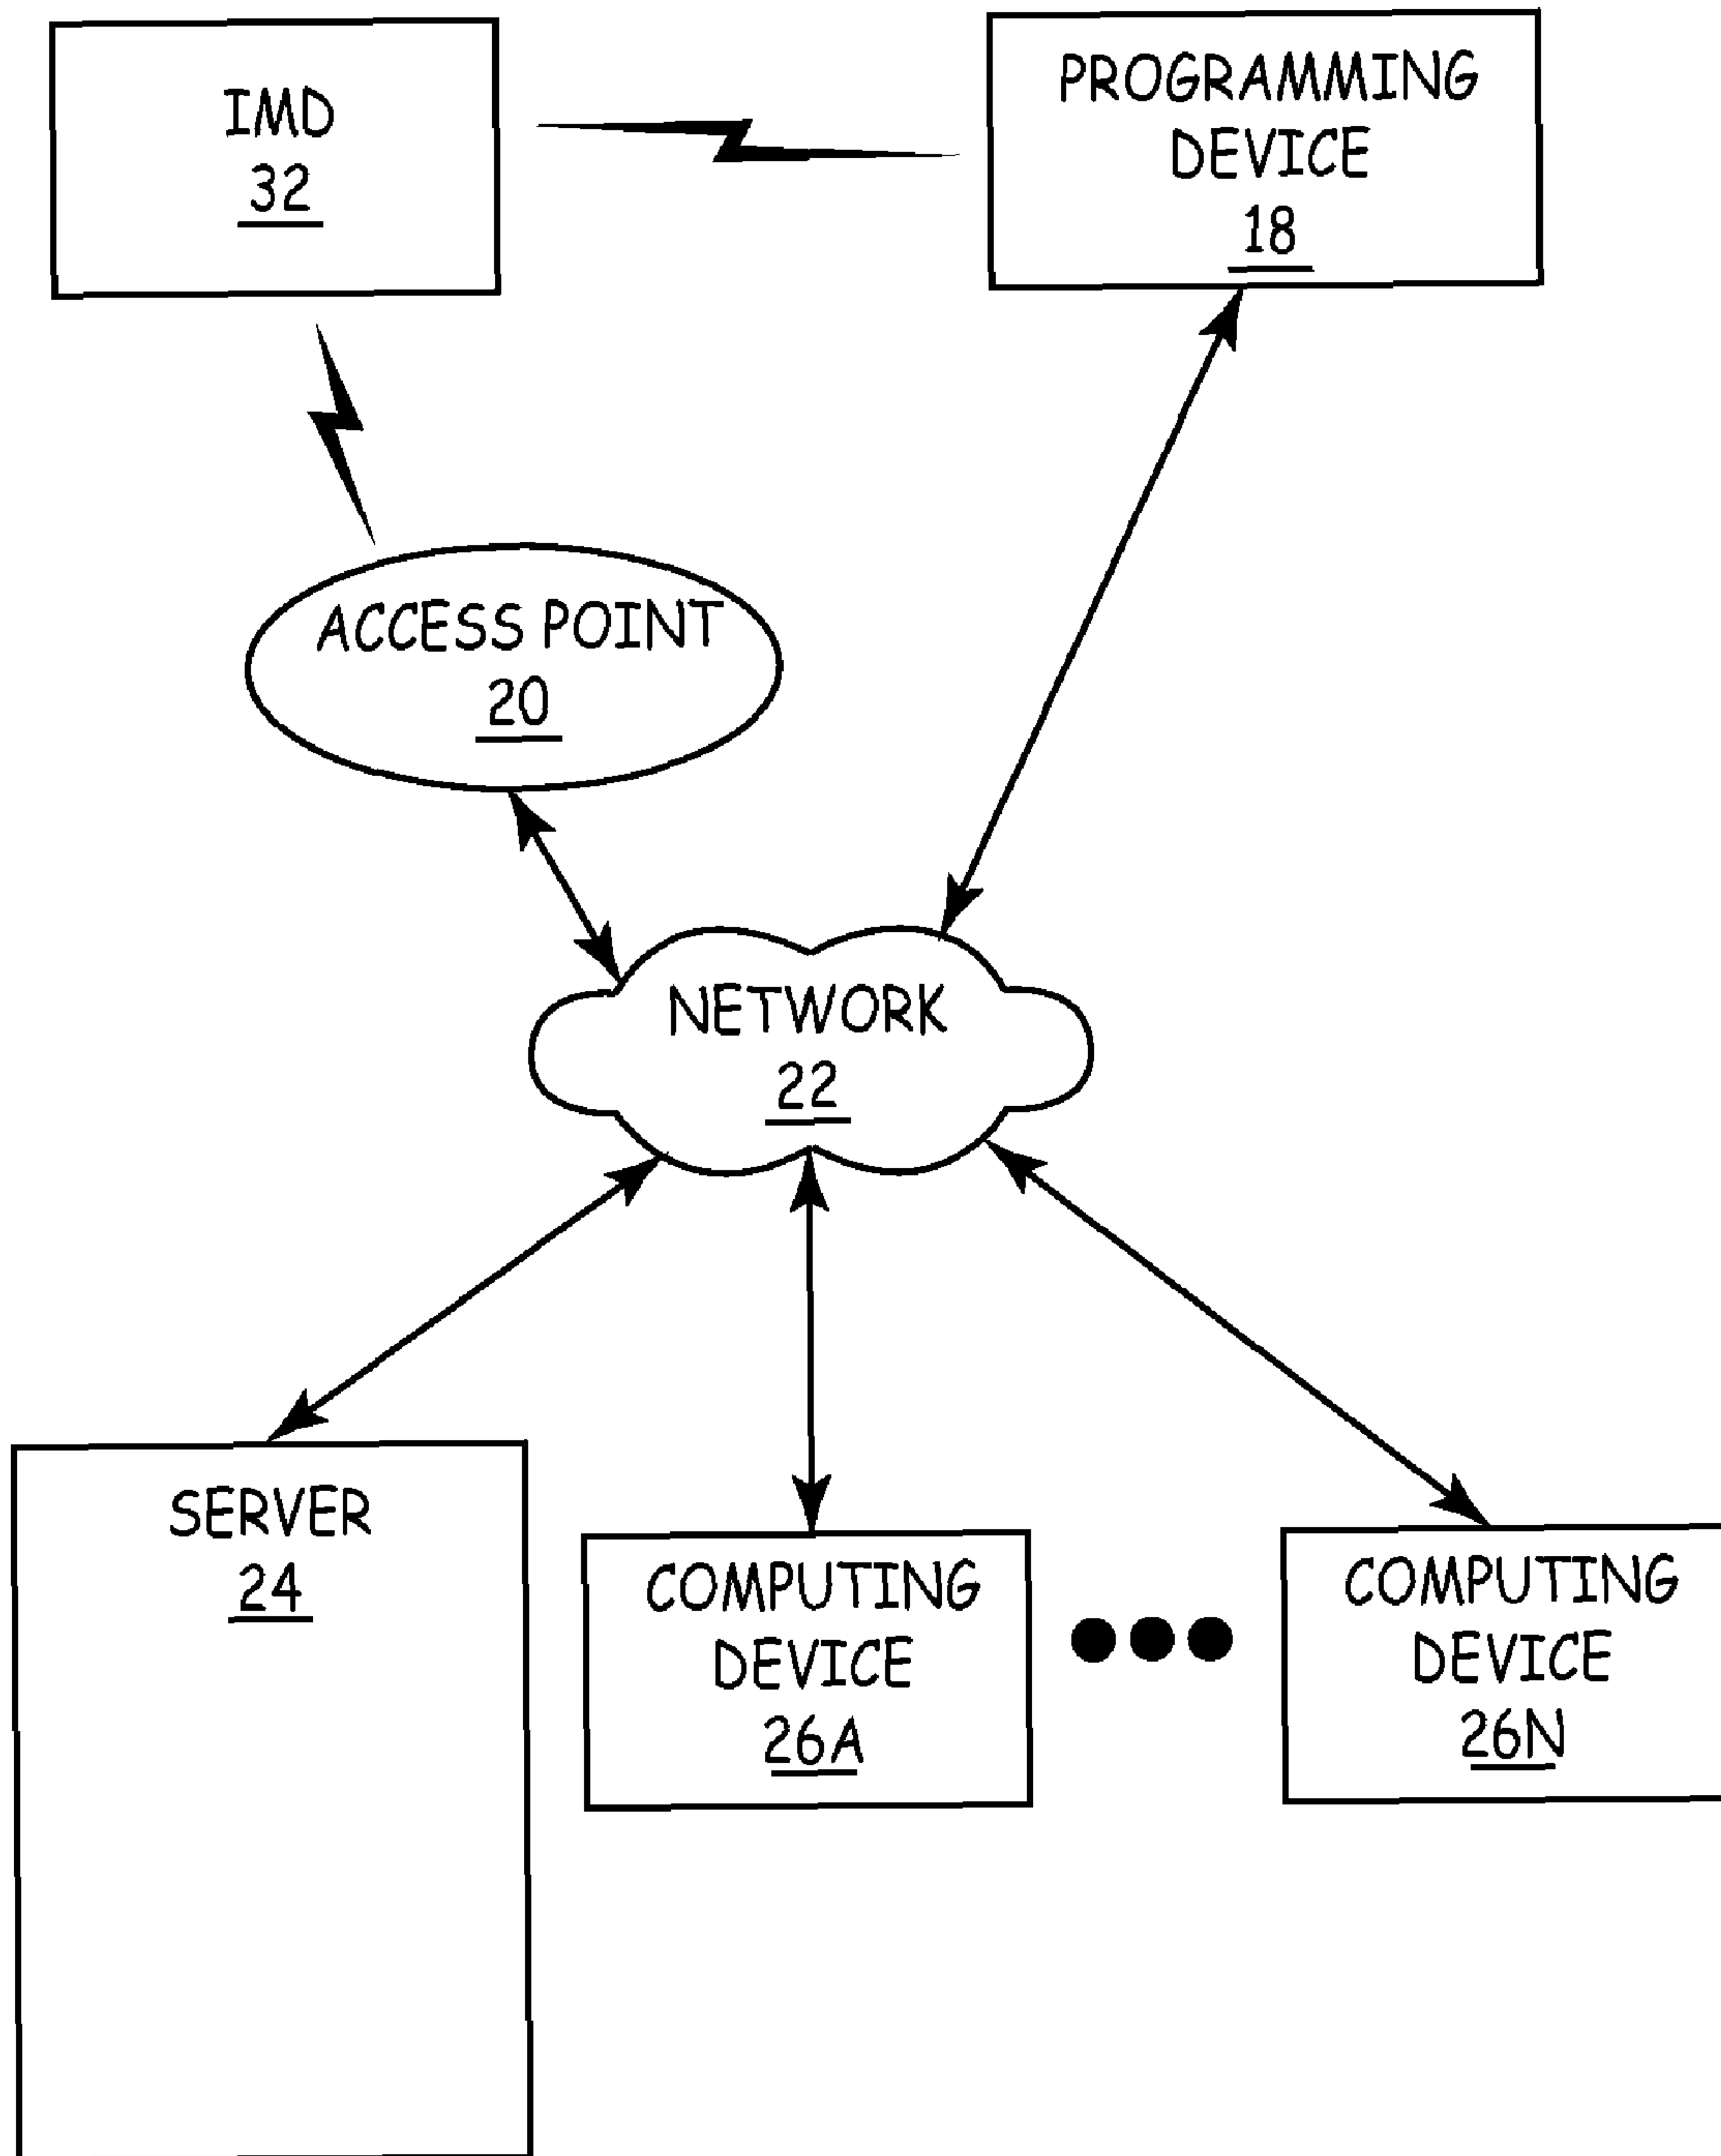 IMD
32
PROGRAMMING
DEVICE
18
ACCESS POINT
20
NETWORK
22
SERVER
24
COMPUTING
DEVICE
26A
COMPUTING
DEVICE
26N